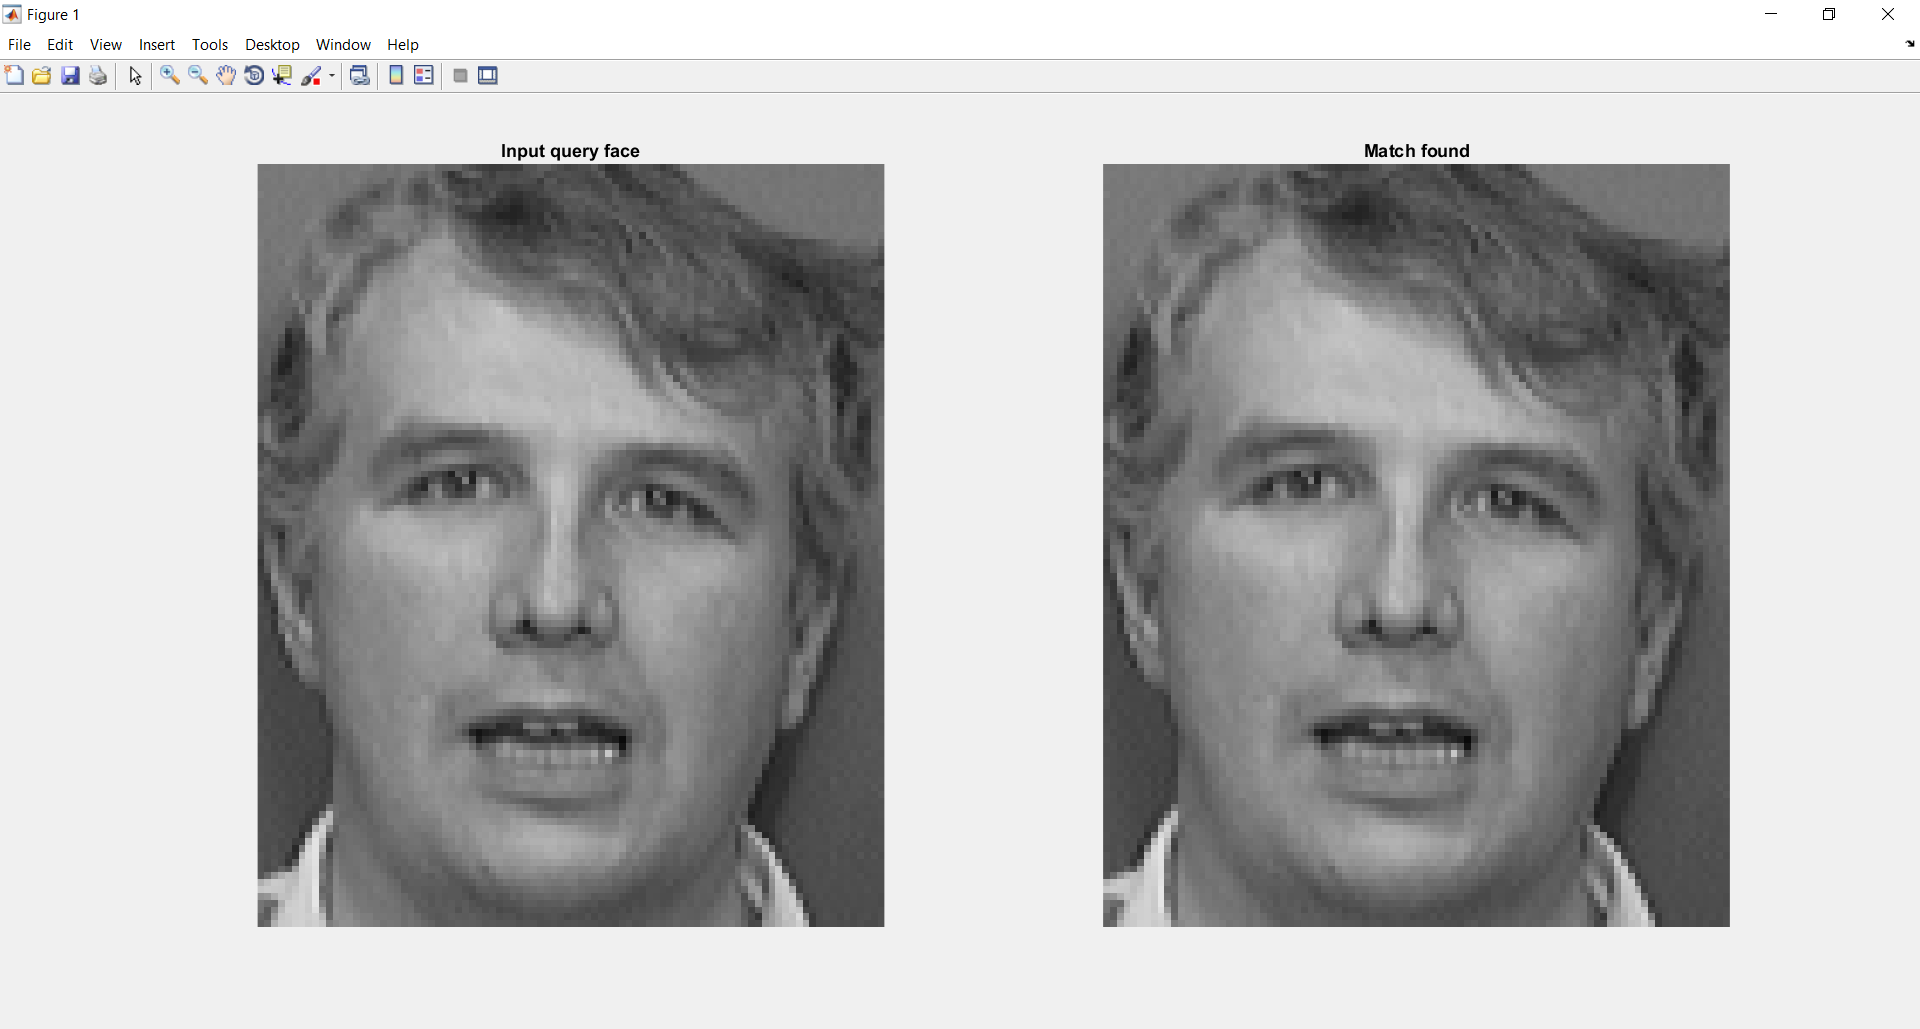 Figure 1
File Edit View Insert Tools Desktop Window Help
Input query face
Match found